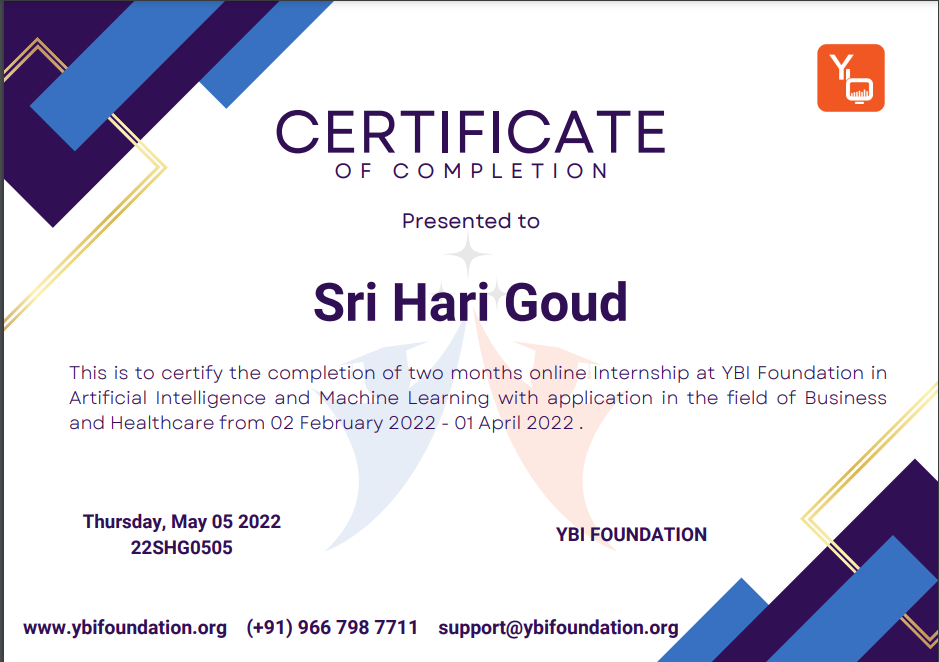 CERTIFICATE
OF COMPLETION
Presented to
Sri Hari Goud
This is to certify the completion of two months online Internship at YBI Foundation in
Artificial Intelligence and Machine Learning with application in the field of Business
and Healthcare from 02 February 2022 - 01 April 2022 .
Thursday, May 05 2022
22SHG0505
YBI FOUNDATION
www.ybifoundation.org (+91) 966 798 7711 support@ybifoundation.org